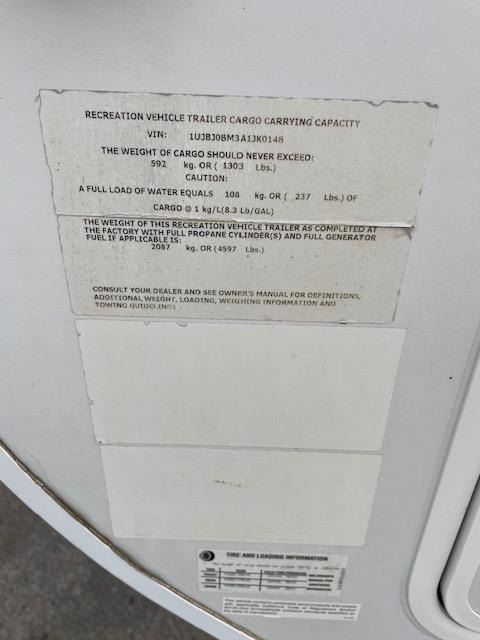 RECREATION VEHICLE TRAILER CARGO CARRYING CAPACITY
VIN: 1UJBJ0BM3A1JK0148
THE WEIGHT OF CARGO SHOULD NEVER EXCEED:
592 kg. OR ( 1303 Lbs.)
CAUTION:
A FULL LOAD OF WATER EQUALS 108 kg. OR ( 237 Lbs.) OF
CARGO @ 1 kg/L(8.3 Lb/GAL)
THE WEIGHT OF THIS RECREATION VEHICLE TRAILER AS COMPLETED AT
THE FACTORY WITH FULL PROPANE CYLINDER(S) AND FULL GENERATOR
FUEL IF APPLICABLE IS:
2087 kg. OR (4597 Lbs.)
CONSULT YOUR DEALER AND SEE OWNER'S MANUAL FOR DEFINITIONS,
ADDITIONAL WEIGHT, LOADING, WEIGHING INFORMATION AND
TOWING GUIDELINES
TIRE AND LOADING INFORMATION